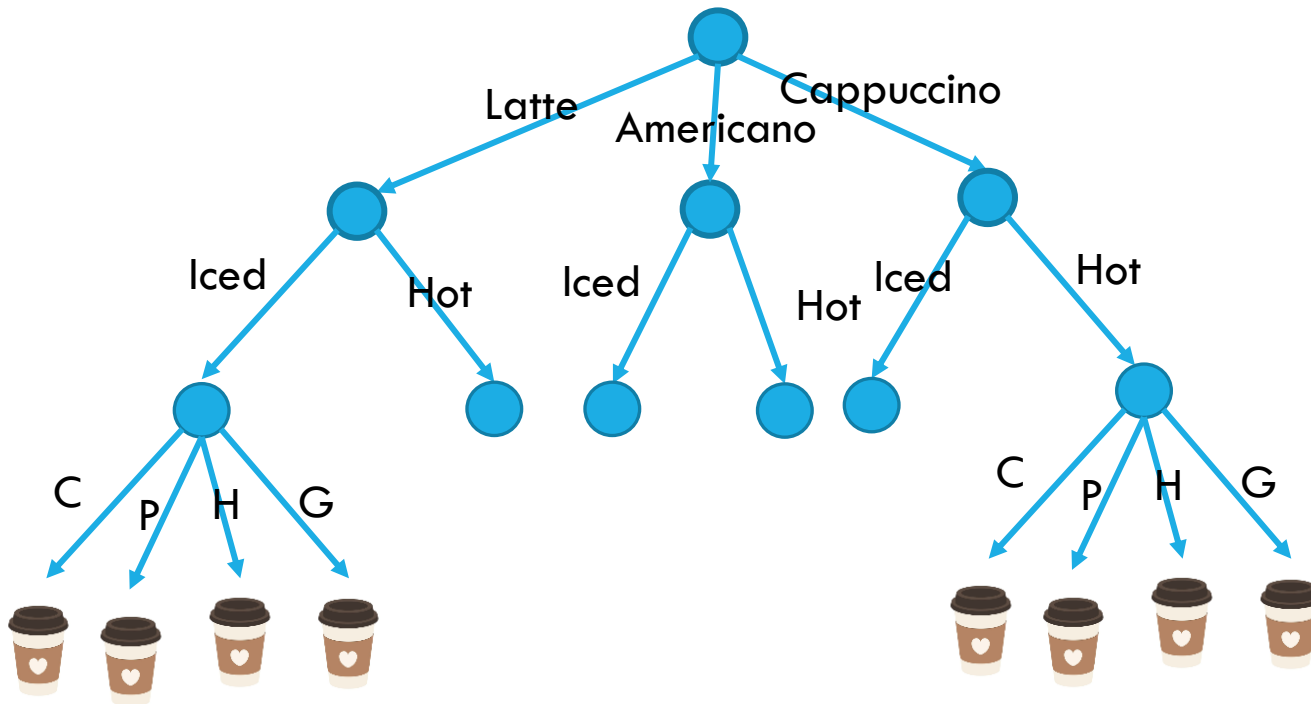 Latte
Americano
Cappuccino
Iced
Hot
Iced
Hot
Iced
Hot
C
P
H
G
C
P
H
G